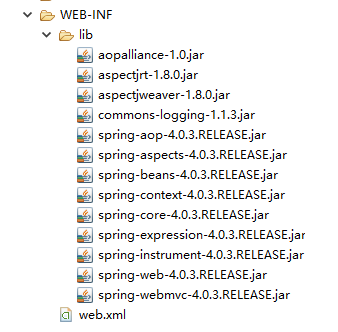 WEB-INF
lib
aopalliance-1.0.jar
aspectjrt-1.8.0.jar
aspectjweaver-1.8.0.jar
commons-logging-1.1.3.jar
spring-aop-4.0.3.RELEASE.jar
spring-aspects-4.0.3.RELEASE.jar
spring-beans-4.0.3.RELEASE.jar
spring-context-4.0.3.RELEASE.jar
spring-core-4.0.3.RELEASE.jar
spring-expression-4.0.3.RELEASE.jar
spring-instrument-4.0.3.RELEASE.jar
spring-web-4.0.3.RELEASE.jar
spring-webmvc-4.0.3.RELEASE.jar
web.xml